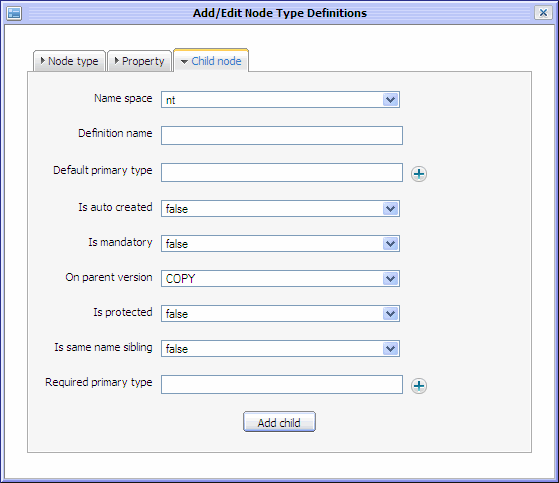 Add/Edit Node Type Definitions
Node type Property Child node
Name space nt
Definition name
Default primary type
Is auto created false
Is mandatory false
On parent version COPY
Is protected false
Is same name sibling false
Required primary type
Add child